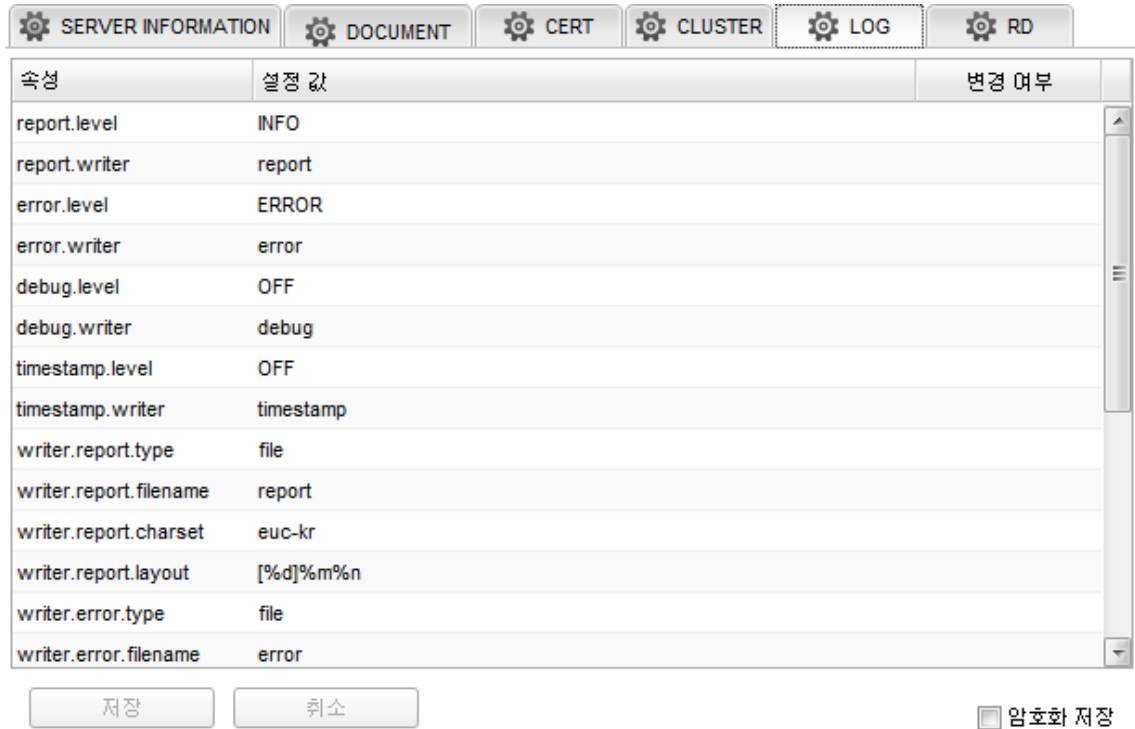 SERVER INFORMATION DOCUMENT CERT CLUSTER LOG RD
속성 설정 값 변경 여부
report.level INFO
report.writer report
error.level ERROR
error.writer error
debug.level OFF
debug.writer debug
timestamp.level OFF
timestamp.writer timestamp
writer.report.type file
writer.report.filename report
writer.report.charset euc-kr
writer.report.layout [%d]%m%n
writer.error.type file
writer.error.filename error
저장 취소 암호화 저장